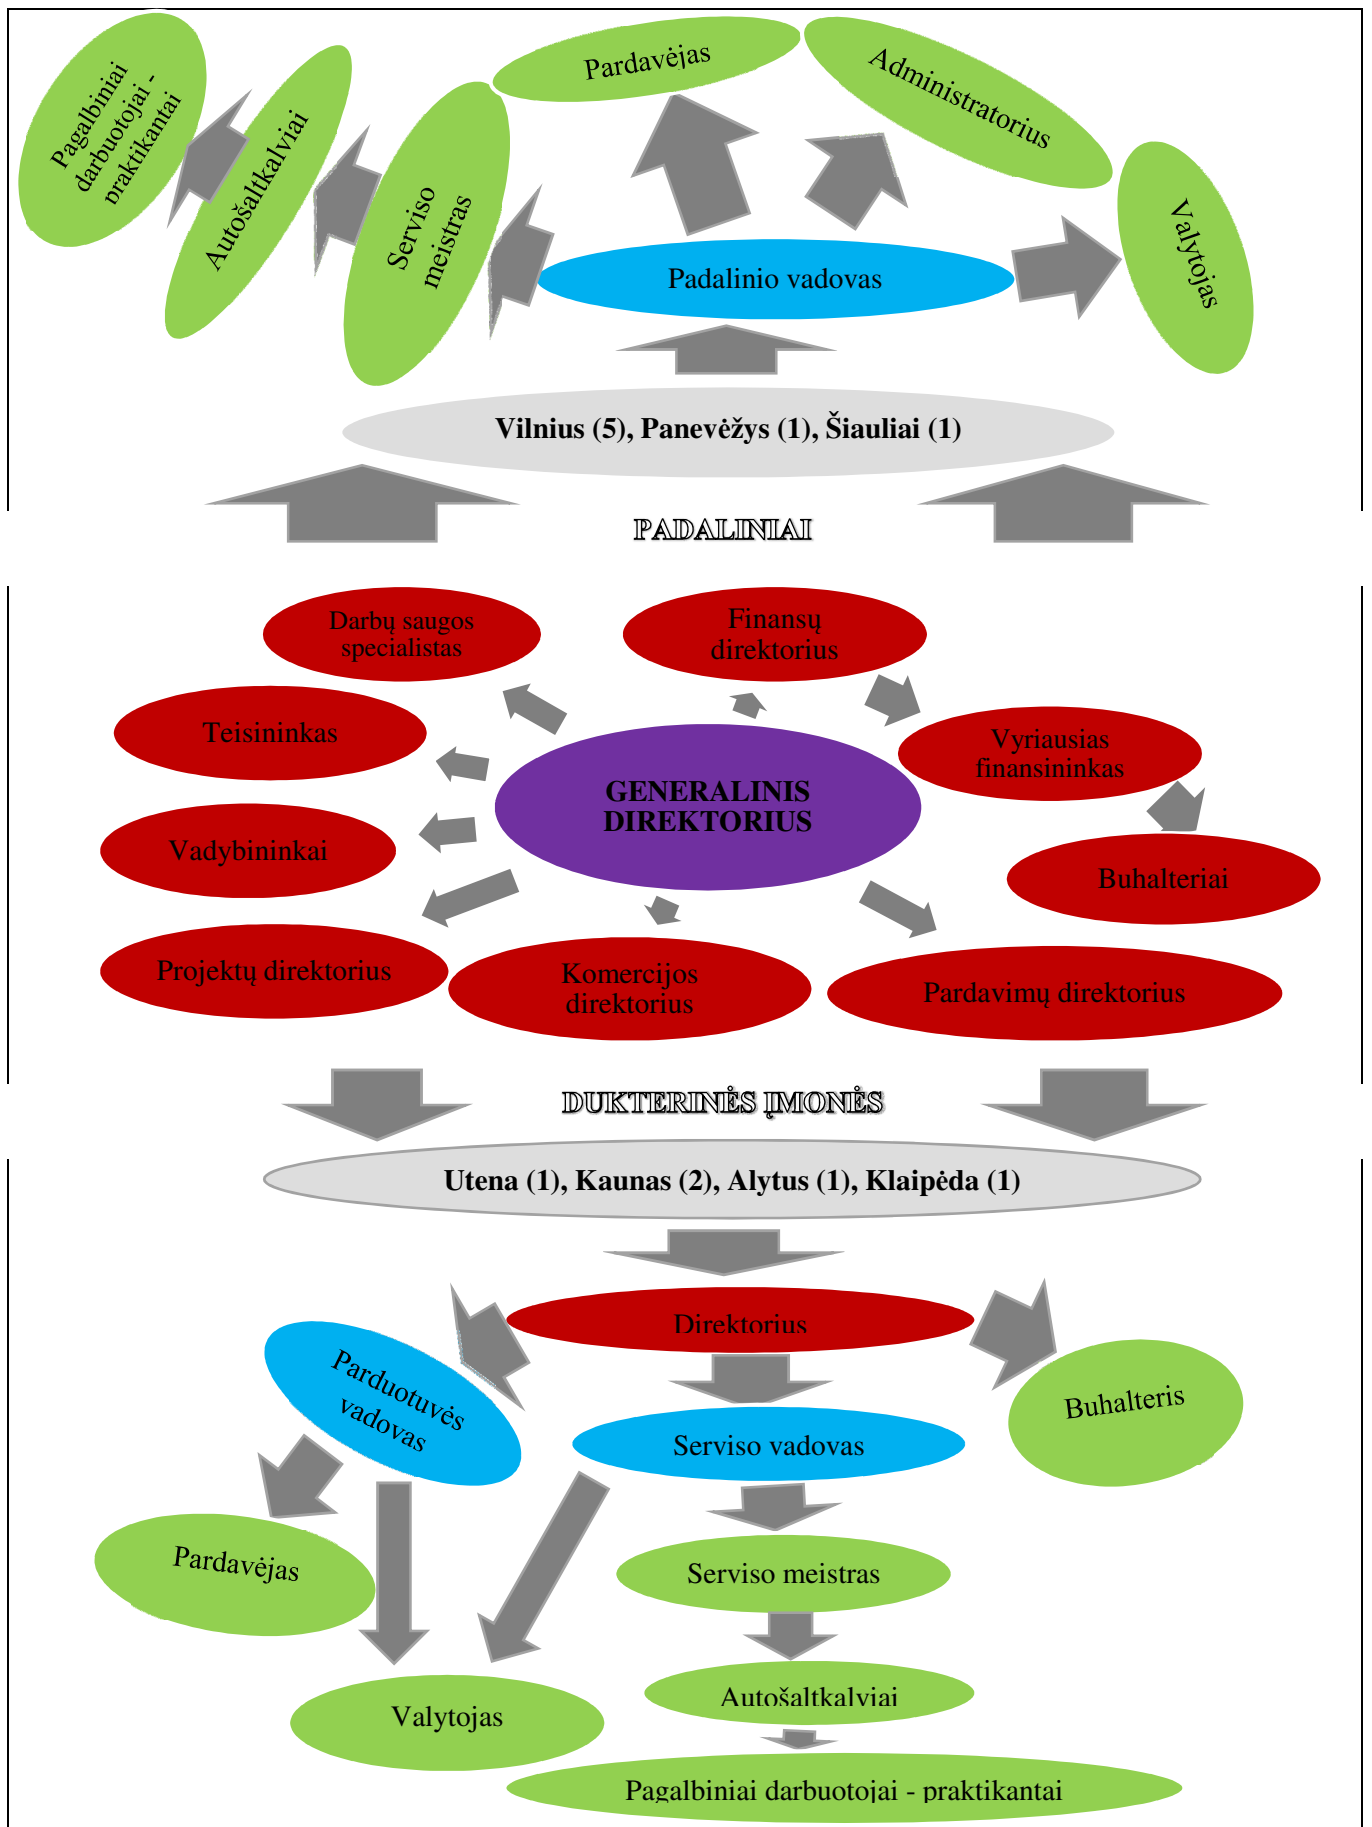 Pagalbiniai
darbuotojai -
praktikantai
Autošaltkalviai
Serviso
meistras
Pardavėjas
Administratorius
Valytojas
Padalinio vadovas
Vilnius (5), Panevėžys (1), Šiauliai (1)
PADALINIAI
Darbų saugos
specialistas
Finansų
direktorius
Teisininkas
Vyriausias
finansininkas
GENERALINIS
DIREKTORIUS
Vadybininkai
Buhalteriai
Projektų direktorius
Komercijos
direktorius
Pardavimų direktorius
DUKTERINĖS ĮMONĖS
Utena (1), Kaunas (2), Alytus (1), Klaipėda (1)
Direktorius
Parduotuvės
vadovas
Buhalteris
Serviso vadovas
Pardavėjas
Serviso meistras
Valytojas
Autošaltkalviai
Pagalbiniai darbuotojai - praktikantai